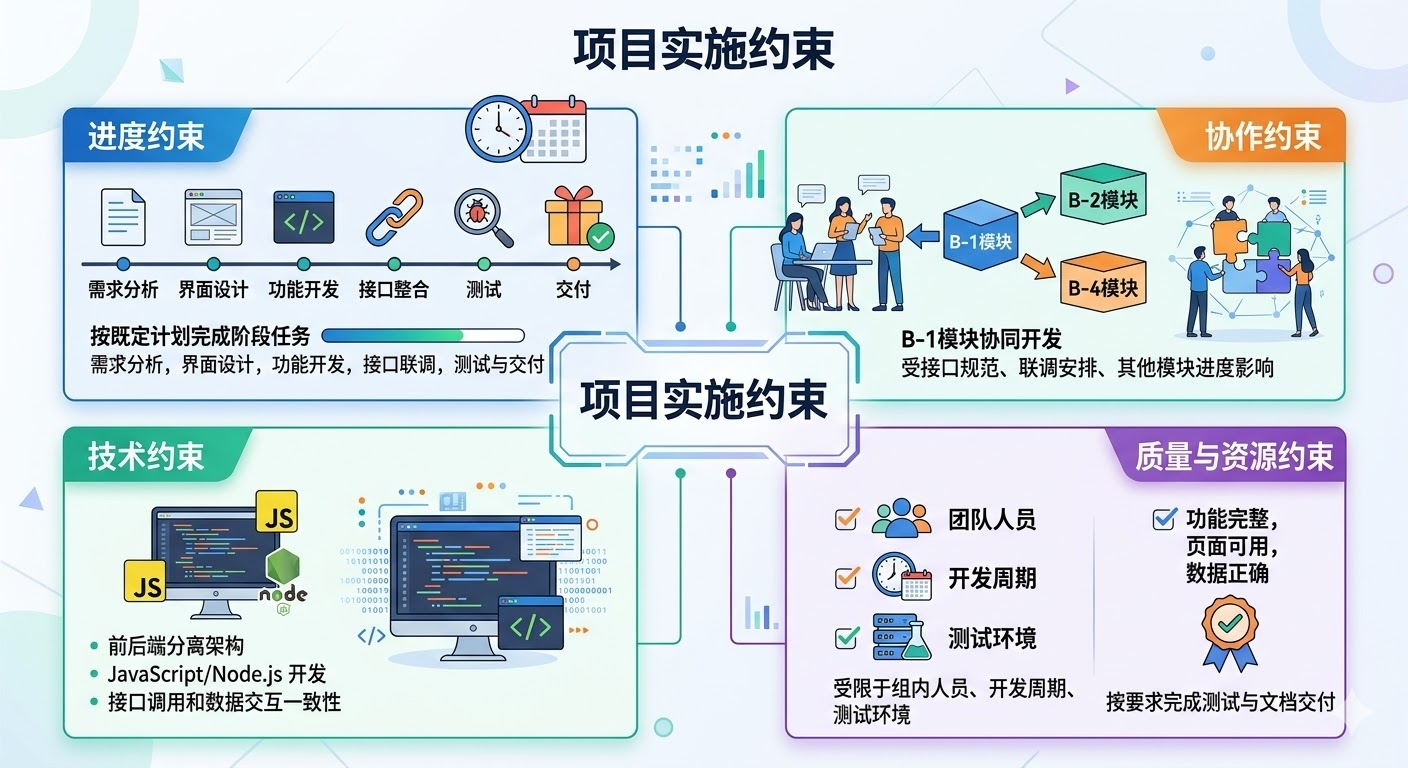 项目实施约束
进度约束
需求分析
界面设计
</>
功能开发
接口整合
测试
交付
按既定计划完成阶段任务
需求分析，界面设计，功能开发，接口联调，测试与交付
协作约束
B-1模块
B-2模块
B-4模块
B-1模块协同开发
受接口规范、联调安排、其他模块进度影响
项目实施约束
技术约束
JS
JS
node
</>
</>
前后端分离架构
JavaScript/Node.js 开发
接口调用和数据交互一致性
质量与资源约束
团队人员
开发周期
测试环境
受限于组内人员、开发周期、
测试环境
功能完整，
页面可用，
数据正确
按要求完成测试与文档交付